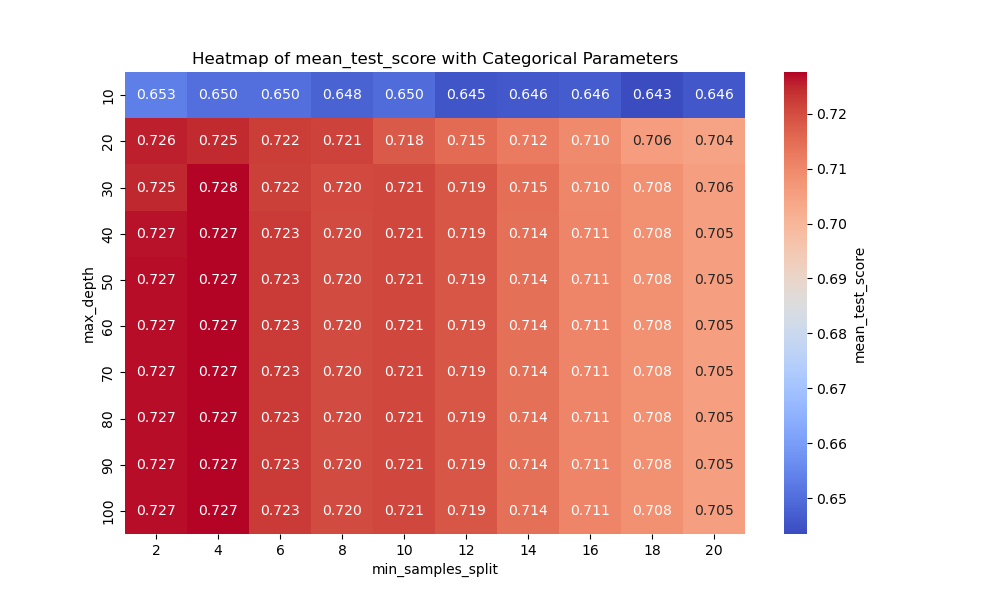 Heatmap of mean_test_score with Categorical Parameters
10 0.653 0.650 0.650 0.648 0.650 0.645 0.646 0.646 0.643 0.646
20 0.726 0.725 0.722 0.721 0.718 0.715 0.712 0.710 0.706 0.704
30 0.725 0.728 0.722 0.720 0.721 0.719 0.715 0.710 0.708 0.706
40 0.727 0.727 0.723 0.720 0.721 0.719 0.714 0.711 0.708 0.705
50 0.727 0.727 0.723 0.720 0.721 0.719 0.714 0.711 0.708 0.705
60 0.727 0.727 0.723 0.720 0.721 0.719 0.714 0.711 0.708 0.705
70 0.727 0.727 0.723 0.720 0.721 0.719 0.714 0.711 0.708 0.705
80 0.727 0.727 0.723 0.720 0.721 0.719 0.714 0.711 0.708 0.705
90 0.727 0.727 0.723 0.720 0.721 0.719 0.714 0.711 0.708 0.705
100 0.727 0.727 0.723 0.720 0.721 0.719 0.714 0.711 0.708 0.705
max_depth
2 4 6 8 10 12 14 16 18 20
min_samples_split
0.72
0.71
0.70
0.69
0.68
0.67
0.66
0.65
mean_test_score